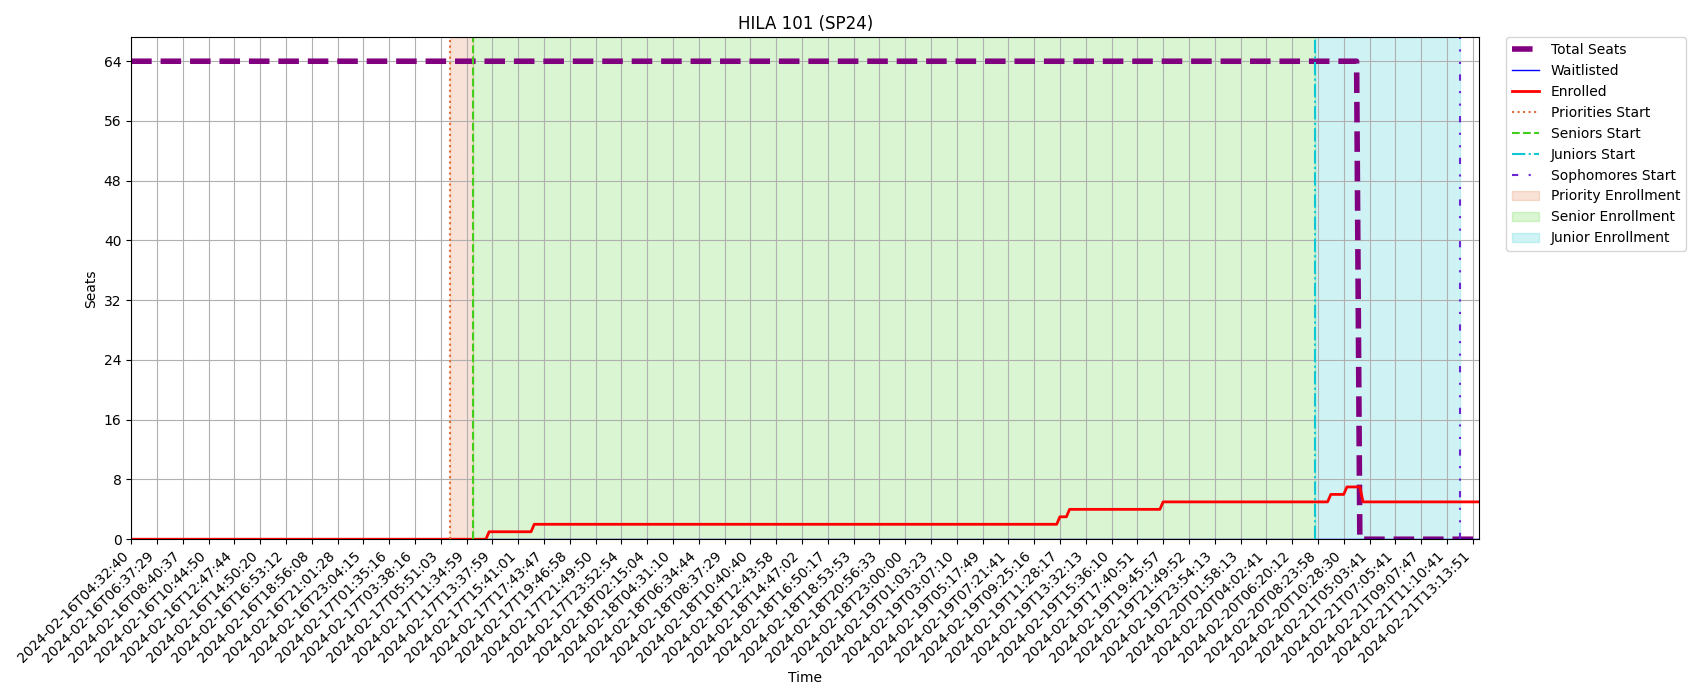 HILA 101 (SP24)
Seats
64
56
48
40
32
24
16
8
0
2024-02-16T04:32:40
2024-02-16T06:37:29
2024-02-16T08:40:37
2024-02-16T10:44:50
2024-02-16T12:47:44
2024-02-16T14:50:20
2024-02-16T16:53:12
2024-02-16T18:56:08
2024-02-16T21:01:28
2024-02-16T23:04:15
2024-02-17T01:35:16
2024-02-17T03:38:16
2024-02-17T05:51:03
2024-02-17T11:34:59
2024-02-17T13:37:59
2024-02-17T15:41:01
2024-02-17T17:43:47
2024-02-17T19:46:58
2024-02-17T21:49:50
2024-02-17T23:52:54
2024-02-18T02:15:04
2024-02-18T04:31:10
2024-02-18T06:34:44
2024-02-18T08:37:29
2024-02-18T10:40:40
2024-02-18T12:43:58
2024-02-18T14:47:02
2024-02-18T16:50:17
2024-02-18T18:53:53
2024-02-18T20:56:33
2024-02-18T23:00:00
2024-02-19T01:03:23
2024-02-19T03:07:10
2024-02-19T05:17:49
2024-02-19T07:21:41
2024-02-19T09:25:16
2024-02-19T11:28:17
2024-02-19T13:32:13
2024-02-19T15:36:10
2024-02-19T17:40:51
2024-02-19T19:45:57
2024-02-19T21:49:52
2024-02-19T23:54:13
2024-02-20T01:58:13
2024-02-20T04:02:41
2024-02-20T06:20:12
2024-02-20T08:23:58
2024-02-20T10:28:30
2024-02-21T05:03:41
2024-02-21T07:05:41
2024-02-21T09:07:47
2024-02-21T11:10:41
2024-02-21T13:13:51
Time
Total Seats
Waitlisted
Enrolled
Priorities Start
Seniors Start
Juniors Start
Sophomores Start
Priority Enrollment
Senior Enrollment
Junior Enrollment